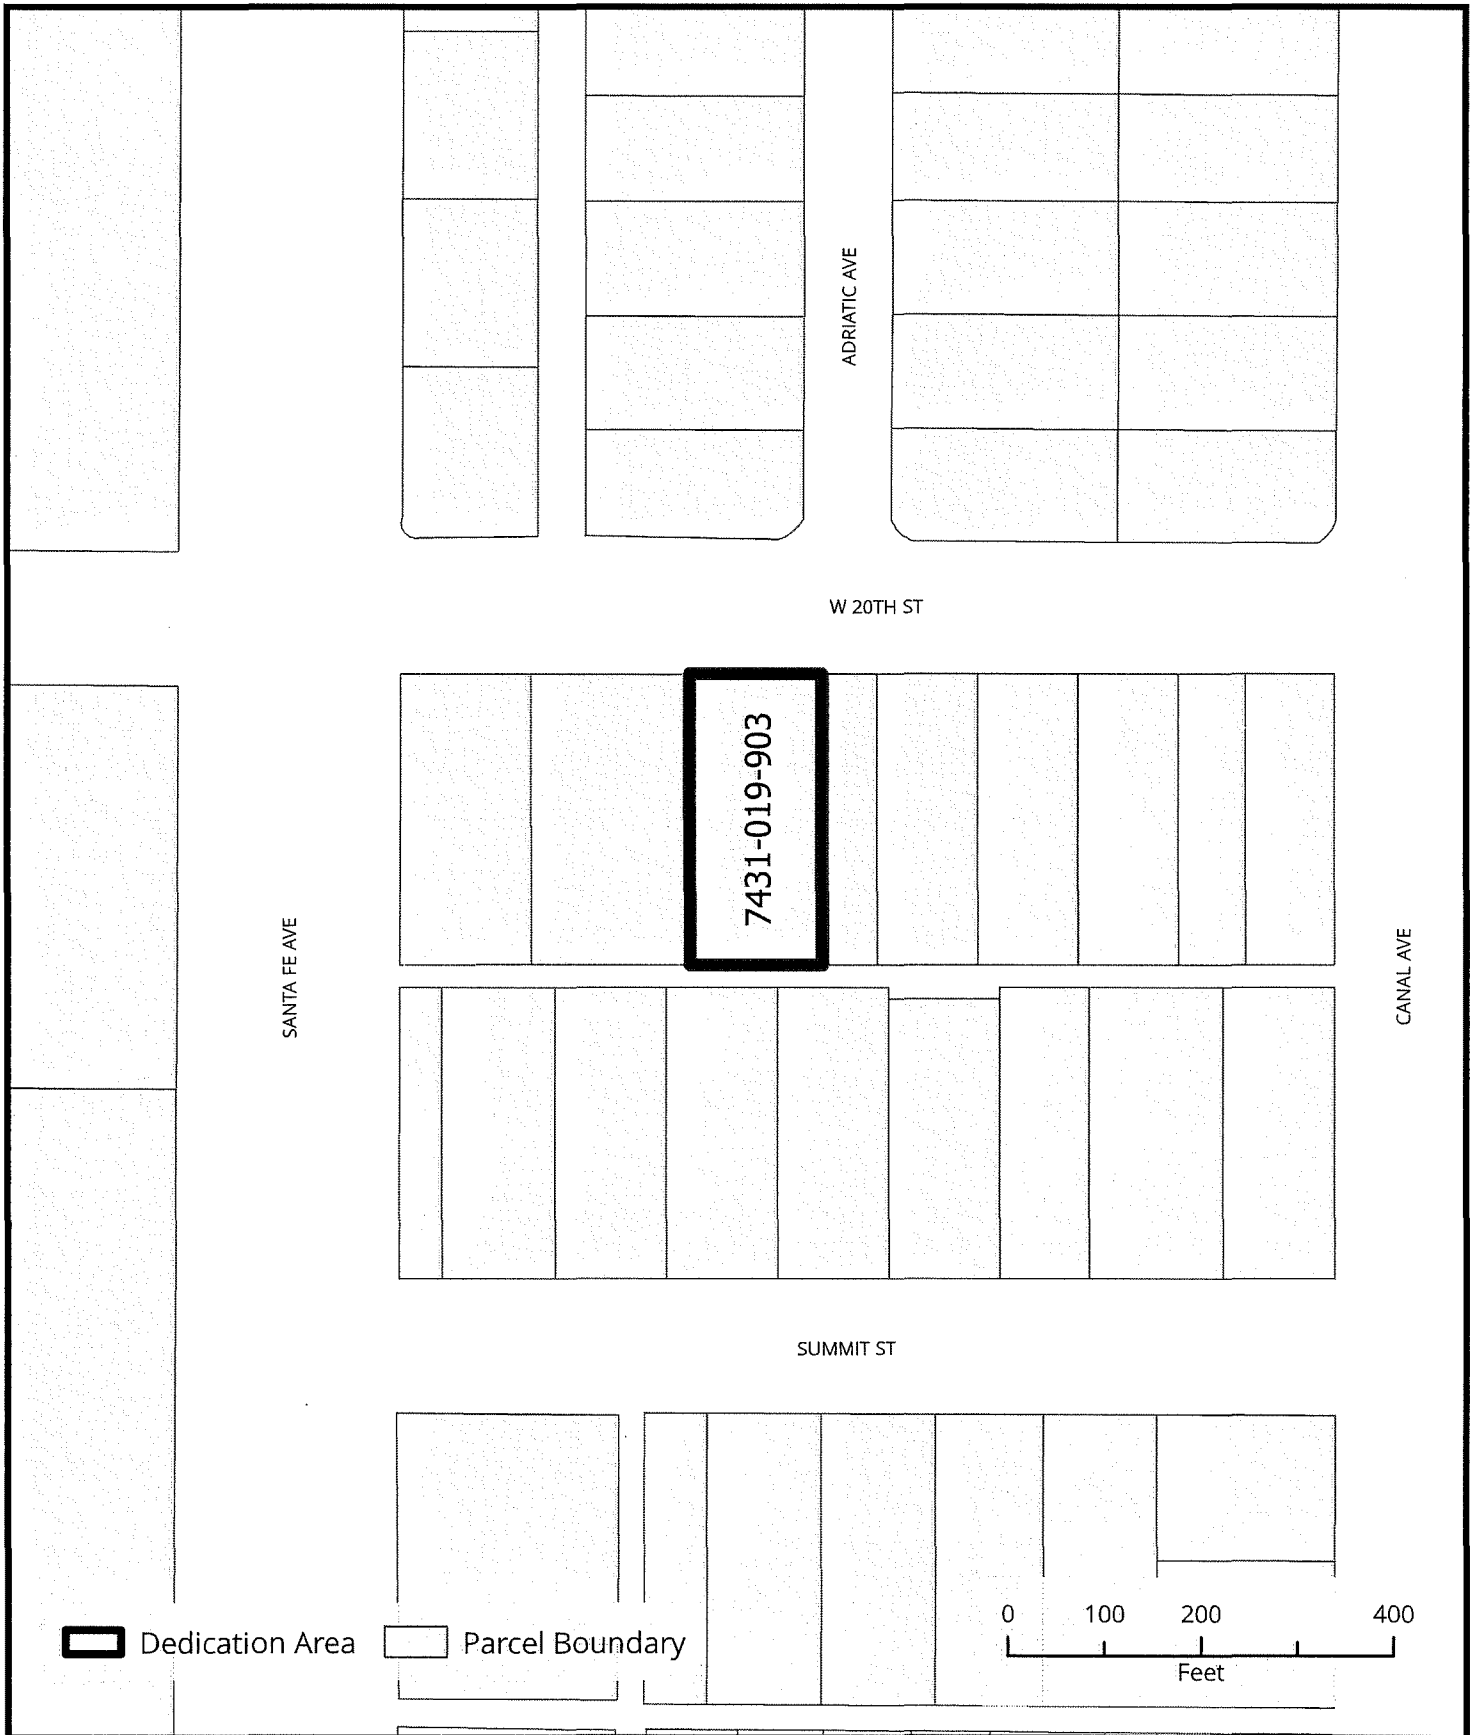 ADRIATIC AVE
W 20TH ST
7431-019-903
SANTA FE AVE
CANAL AVE
SUMMIT ST
0 100 200 400
Feet
Dedication Area
Parcel Boundary